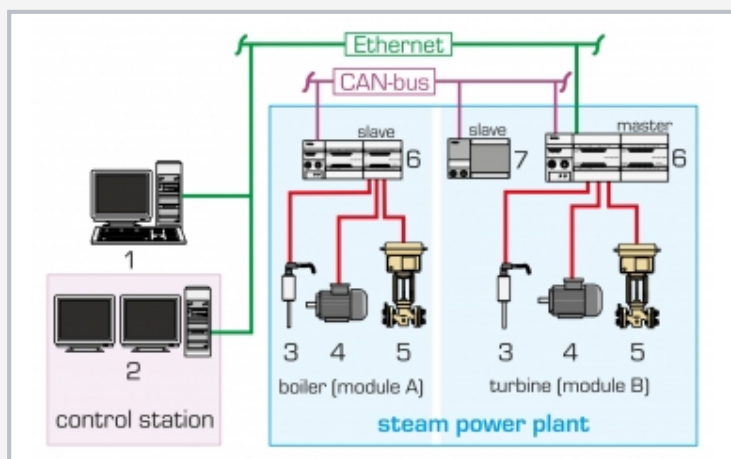 Ethernet
CAN-bus
slave
6
slave
7
master
6
1
2
control station
3 4 5
boiler (module A)
3 4 5
turbine (module B)
steam power plant